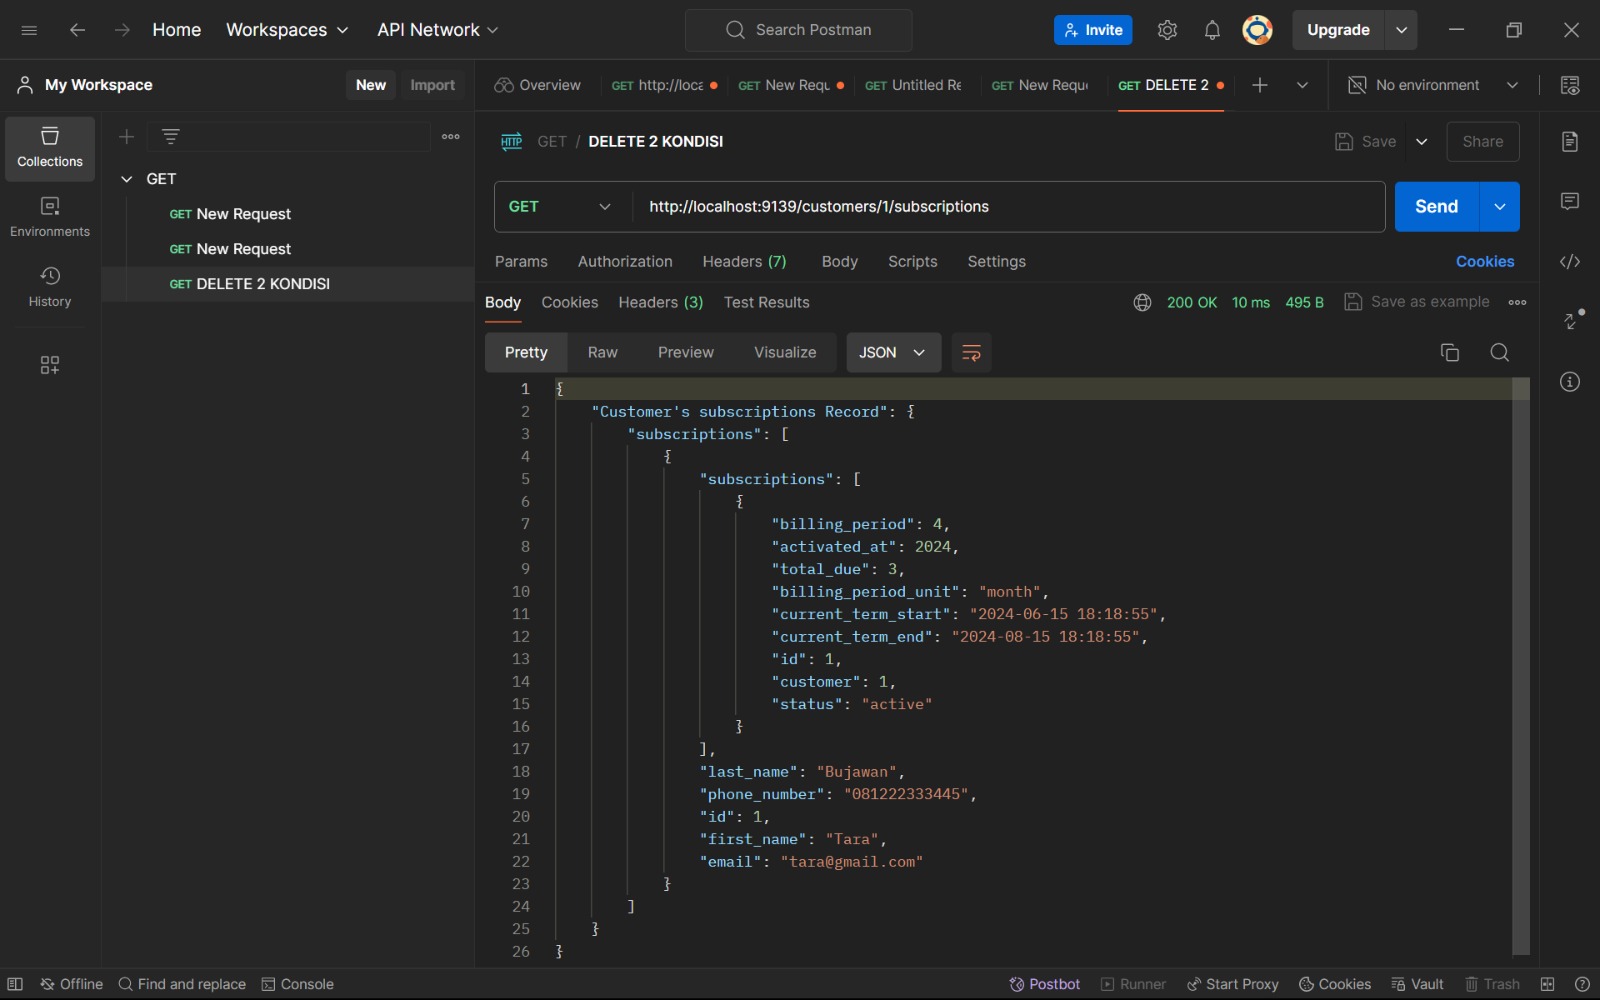 Home Workspaces API Network Search Postman Invite Upgrade
My Workspace New Import Overview GET http://loca GET New Requ GET Untitled Re GET New Reque GET DELETE 2 No environment
Collections
Environments
History
GET
GET New Request
GET New Request
GET DELETE 2 KONDISI
HTTP GET / DELETE 2 KONDISI Save Share
GET http://localhost:9139/customers/1/subscriptions Send
Params Authorization Headers (7) Body Scripts Settings Cookies
Body Cookies Headers (3) Test Results 200 OK 10 ms 495 B Save as example
Pretty Raw Preview Visualize JSON
1 {
2 "Customer's subscriptions Record": {
3 "subscriptions": [
4 {
5 "subscriptions": [
6 {
7 "billing_period": 4,
8 "activated_at": 2024,
9 "total_due": 3,
10 "billing_period_unit": "month",
11 "current_term_start": "2024-06-15 18:18:55",
12 "current_term_end": "2024-08-15 18:18:55",
13 "id": 1,
14 "customer": 1,
15 "status": "active"
16 }
17 ],
18 "last_name": "Bujawan",
19 "phone_number": "081222333445",
20 "id": 1,
21 "first_name": "Tara",
22 "email": "tara@gmail.com"
23 }
24 ]
25 }
26 }
Offline Find and replace Console Postbot Runner Start Proxy Cookies Vault Trash